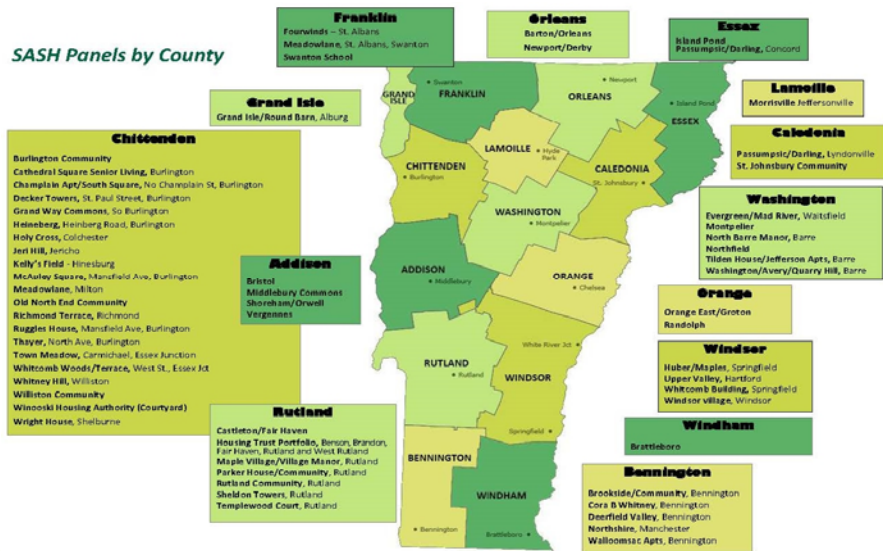 SASH Panels by County
Franklin
Fourwinds – St. Albans
Meadowlane, St. Albans, Swanton
Swanton School
Orleans
Barton/Orleans
Newport/Derby
Essex
Island Pond
Passumpsic/Darling, Concord
Grand Isle
Grand Isle/Round Barn, Alburg
Lamoille
Morrisville Jeffersonville
Chittenden
Burlington Community
Cathedral Square Senior Living, Burlington
Champlain Apt/South Square, No Champlain St, Burlington
Decker Towers, St. Paul Street, Burlington
Grand Way Commons, So Burlington
Heineberg, Heinberg Road, Burlington
Holy Cross, Colchester
Jeri Hill, Jericho
Kelly's Field - Hinesburg
McAuley Square, Mansfield Ave, Burlington
Meadowlane, Milton
Old North End Community
Richmond Terrace, Richmond
Ruggles House, Mansfield Ave, Burlington
Thayer, North Ave, Burlington
Town Meadow, Carmichael, Essex Junction
Whitcomb Woods/Terrace, West St., Essex Jct
Whitney Hill, Williston
Williston Community
Winooski Housing Authority (Courtyard)
Wright House, Shelburne
Caledonia
Passumpsic/Darling, Lyndonville
St. Johnsbury Community
Washington
Evergreen/Mad River, Waitsfield
Montpelier
North Barre Manor, Barre
Northfield
Tilden House/Jefferson Apts, Barre
Washington/Avery/Quarry Hill, Barre
Addison
Bristol
Middlebury Commons
Shoreham/Orwell
Vergennes
Orange
Orange East/Groton
Randolph
Windsor
Huber/Maples, Springfield
Upper Valley, Hartford
Whitcomb Building, Springfield
Windsor village, Windsor
Rutland
Castleton/Fair Haven
Housing Trust Portfolio, Benson, Brandon,
Fair Haven, Rutland and West Rutland
Maple Village/Village Manor, Rutland
Parker House/Community, Rutland
Rutland Community, Rutland
Sheldon Towers, Rutland
Templewood Court, Rutland
Windham
Brattleboro
Bennington
Brookside/Community, Bennington
Cora B Whitney, Bennington
Deerfield Valley, Bennington
Northshire, Manchester
Walloomsac Apts, Bennington
GRAND
ISLE
Swanton
FRANKLIN
Newport
ORLEANS
Island Pond
ESSEX
LAMOILLE
Hyde
Park
CHITTENDEN
Burlington
CALEDONIA
St. Johnsbury
WASHINGTON
Montpelier
ADDISON
Middlebury
ORANGE
Chelsea
White River Jct
RUTLAND
Rutland
WINDSOR
Springfield
BENNINGTON
Bennington
WINDHAM
Brattleboro